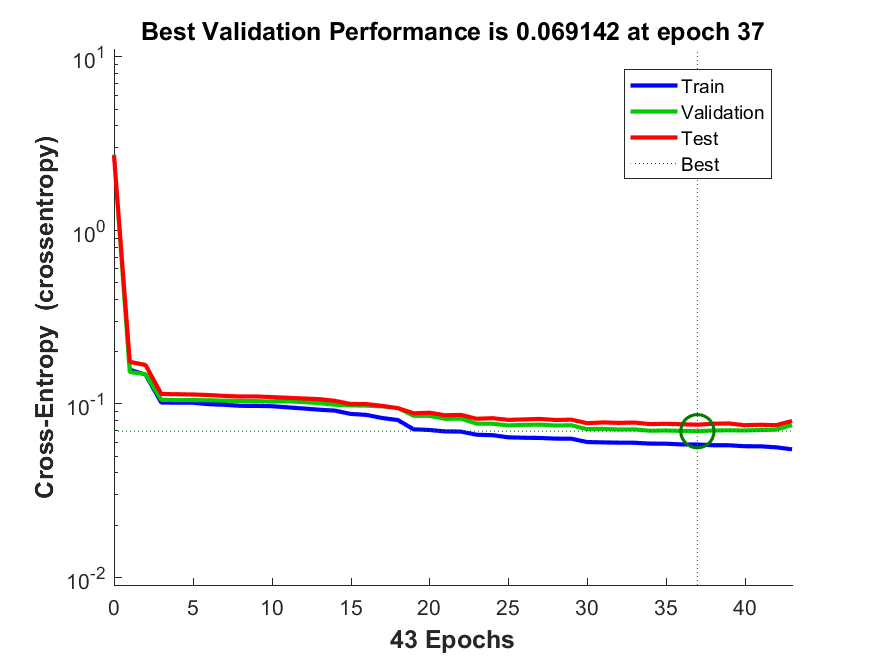 Best Validation Performance is 0.069142 at epoch 37
Cross-Entropy (crossentropy)
10^1
10^0
10^-1
10^-2
Train
Validation
Test
Best
0 5 10 15 20 25 30 35 40
43 Epochs